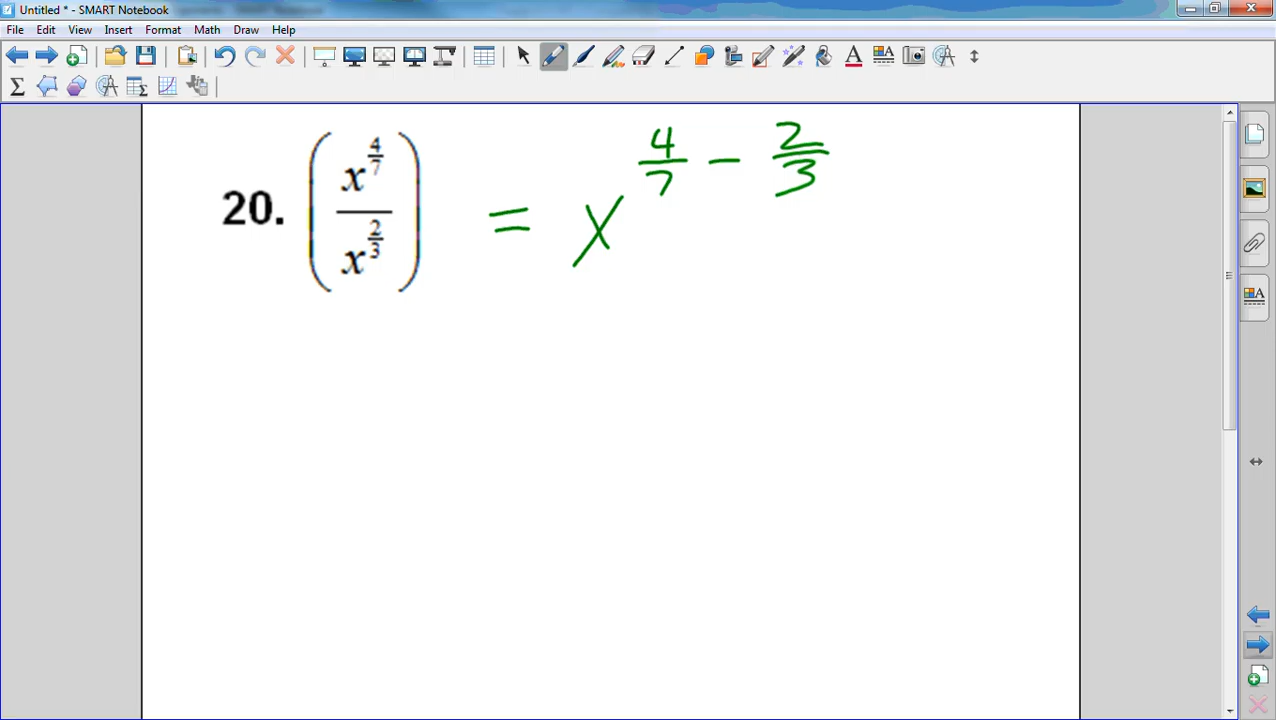 Untitled * - SMART Notebook
File Edit View Insert Format Math Draw Help
20. (x^{4/7} / x^{2/3}) = x^{4/7 - 2/3}